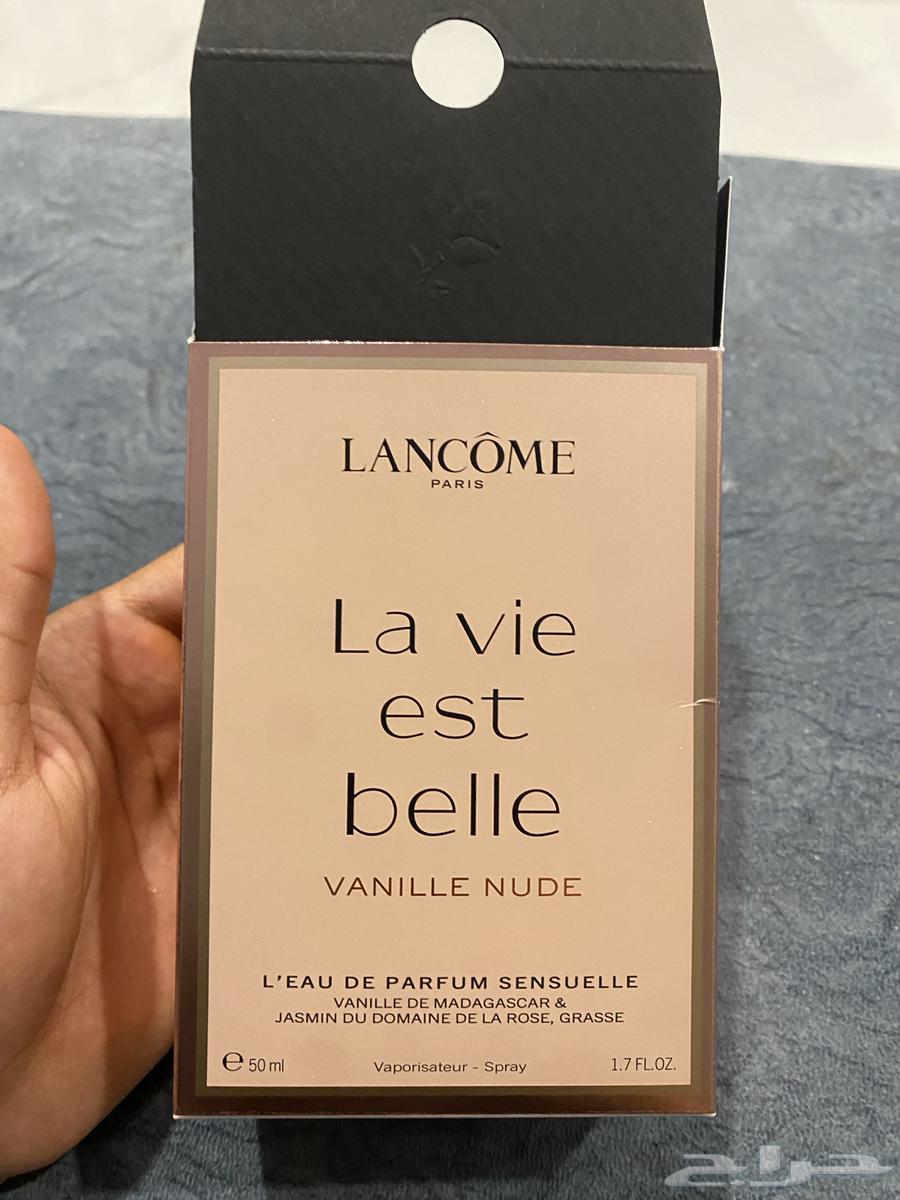 LANCÔME
PARIS
La vie
est
belle
VANILLE NUDE
L'EAU DE PARFUM SENSUELLE
VANILLE DE MADAGASCAR &
JASMIN DU DOMAINE DE LA ROSE, GRASSE
℮ 50 ml Vaporisateur - Spray 1.7 FL.OZ.
حراج